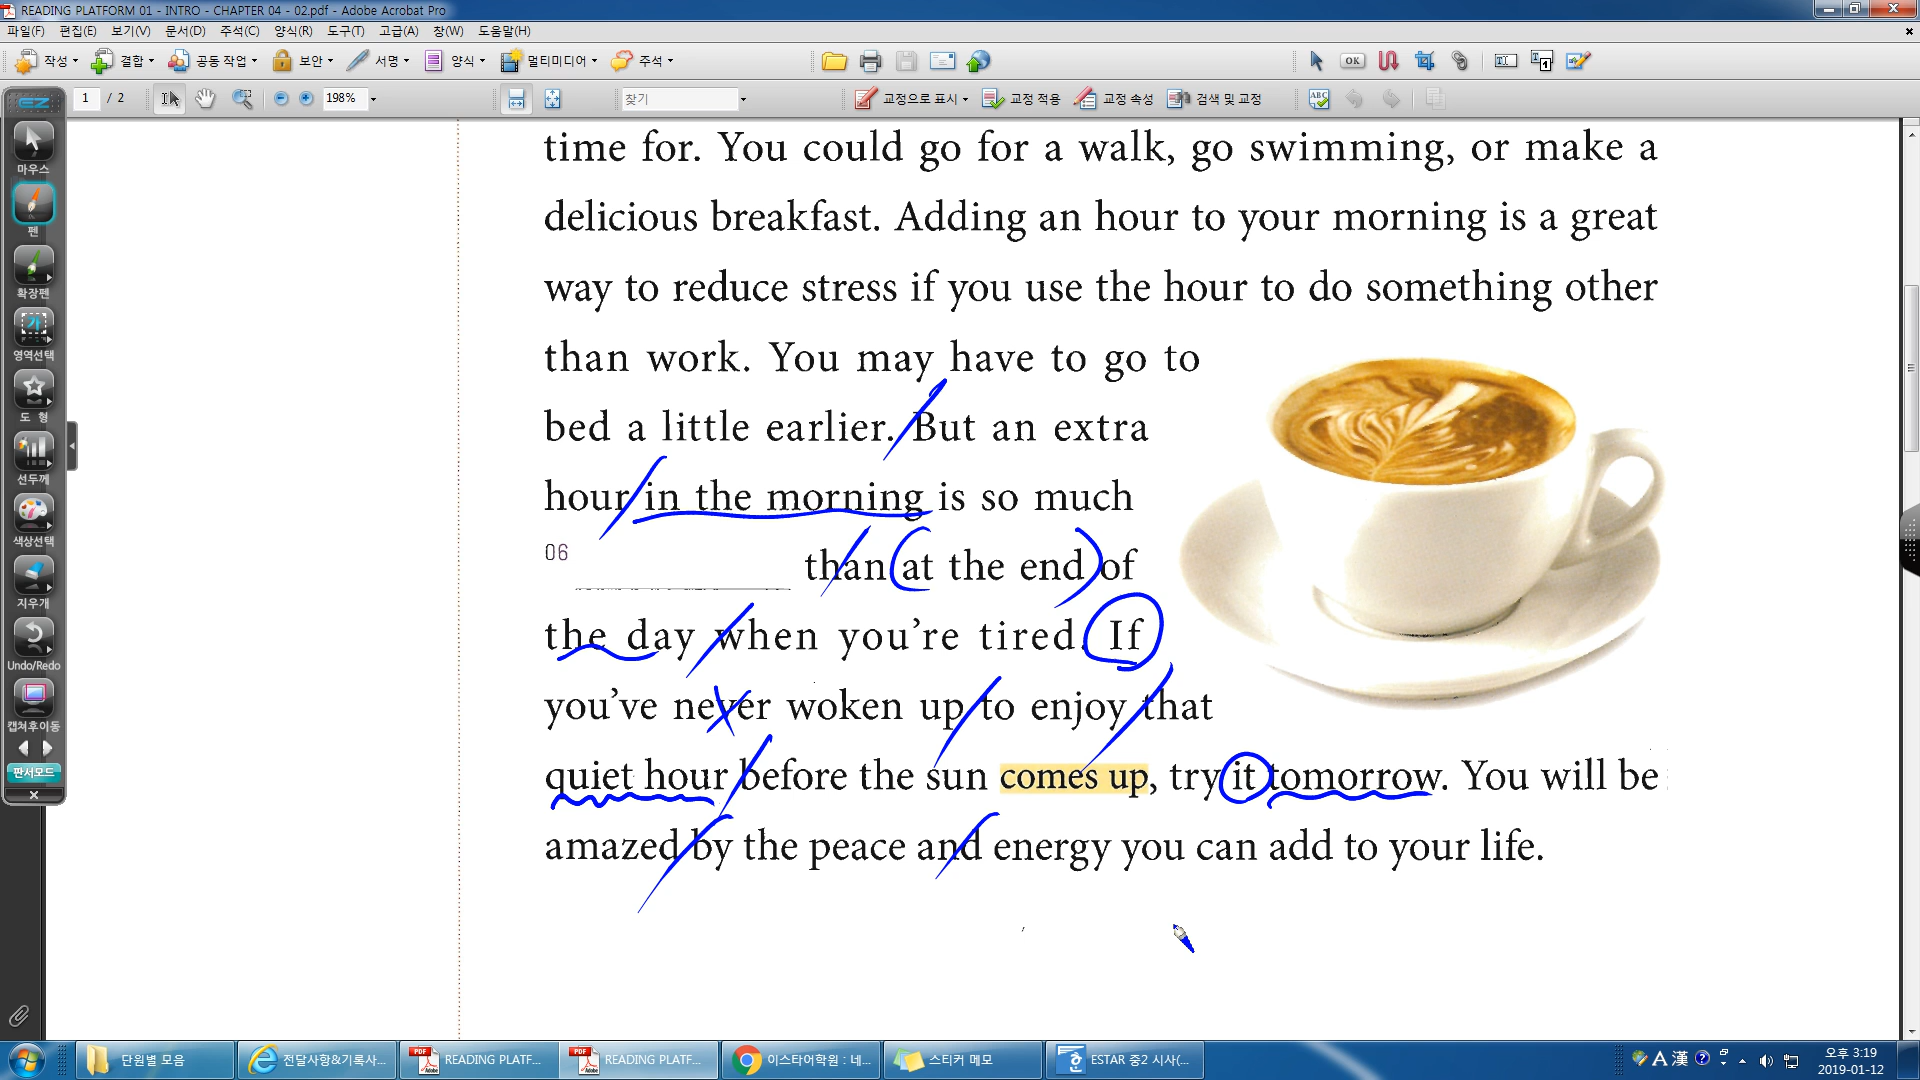 READING PLATFORM 01 - INTRO - CHAPTER 04 - 02.pdf - Adobe Acrobat Pro
파일(F) 편집(E) 보기(V) 문서(D) 주석(C) 양식(R) 도구(T) 고급(A) 창(W) 도움말(H)
작성 결합 공동 작업 보안 서명 양식 멀티미디어 주석 OK
1 / 2 198% 찾기 교정으로 표시 교정 적용 교정 속성 검색 및 교정
EZ
마우스
펜
확장펜
영역선택
도 형
선두께
색상선택
지우개
Undo/Redo
캡쳐후이동
판서모드
time for. You could go for a walk, go swimming, or make a
delicious breakfast. Adding an hour to your morning is a great
way to reduce stress if you use the hour to do something other
than work. You may have to go to
bed a little earlier. But an extra
hour in the morning is so much
06 than at the end of
the day when you're tired. If
you've never woken up to enjoy that
quiet hour before the sun comes up, try it tomorrow. You will be
amazed by the peace and energy you can add to your life.
단원별 모음 전달사항&기록사... READING PLATF... READING PLATF... 이스타어학원 : 네... 스티커 메모 ESTAR 중2 시사(...
A 漢
오후 3:19
2019-01-12